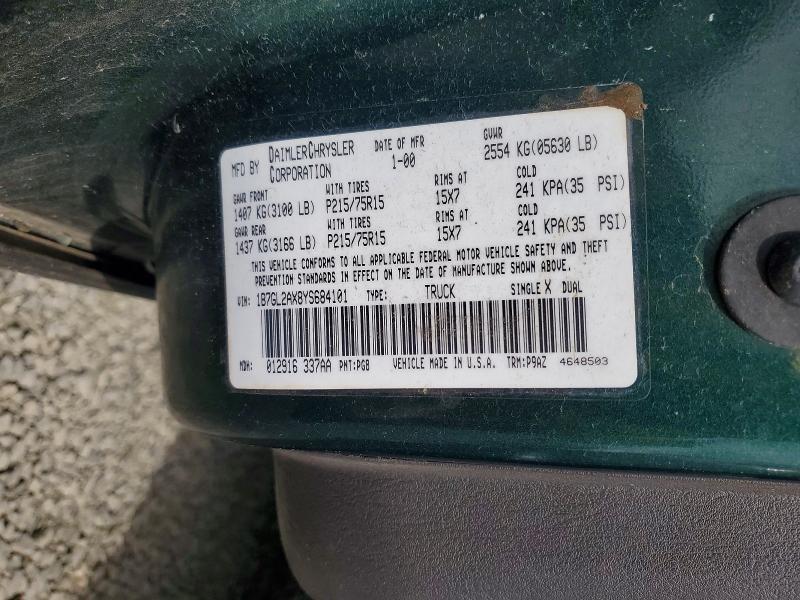 MFD BY DAIMLERCHRYSLER CORPORATION DATE OF MFR 1-00 GVWR 2554 KG(05630 LB)
GAWR FRONT WITH TIRES RIMS AT COLD
1407 KG(3100 LB) P215/75R15 15X7 241 KPA(35 PSI)
GAWR REAR WITH TIRES RIMS AT COLD
1437 KG(3166 LB) P215/75R15 15X7 241 KPA(35 PSI)
THIS VEHICLE CONFORMS TO ALL APPLICABLE FEDERAL MOTOR VEHICLE SAFETY AND THEFT
PREVENTION STANDARDS IN EFFECT ON THE DATE OF MANUFACTURE SHOWN ABOVE.
VIN: 1B7GL2AX8YS684101 TYPE: TRUCK SINGLE X DUAL
MDH: 012916 337AA PNT:PGB VEHICLE MADE IN U.S.A. TRM:P9AZ 4648503